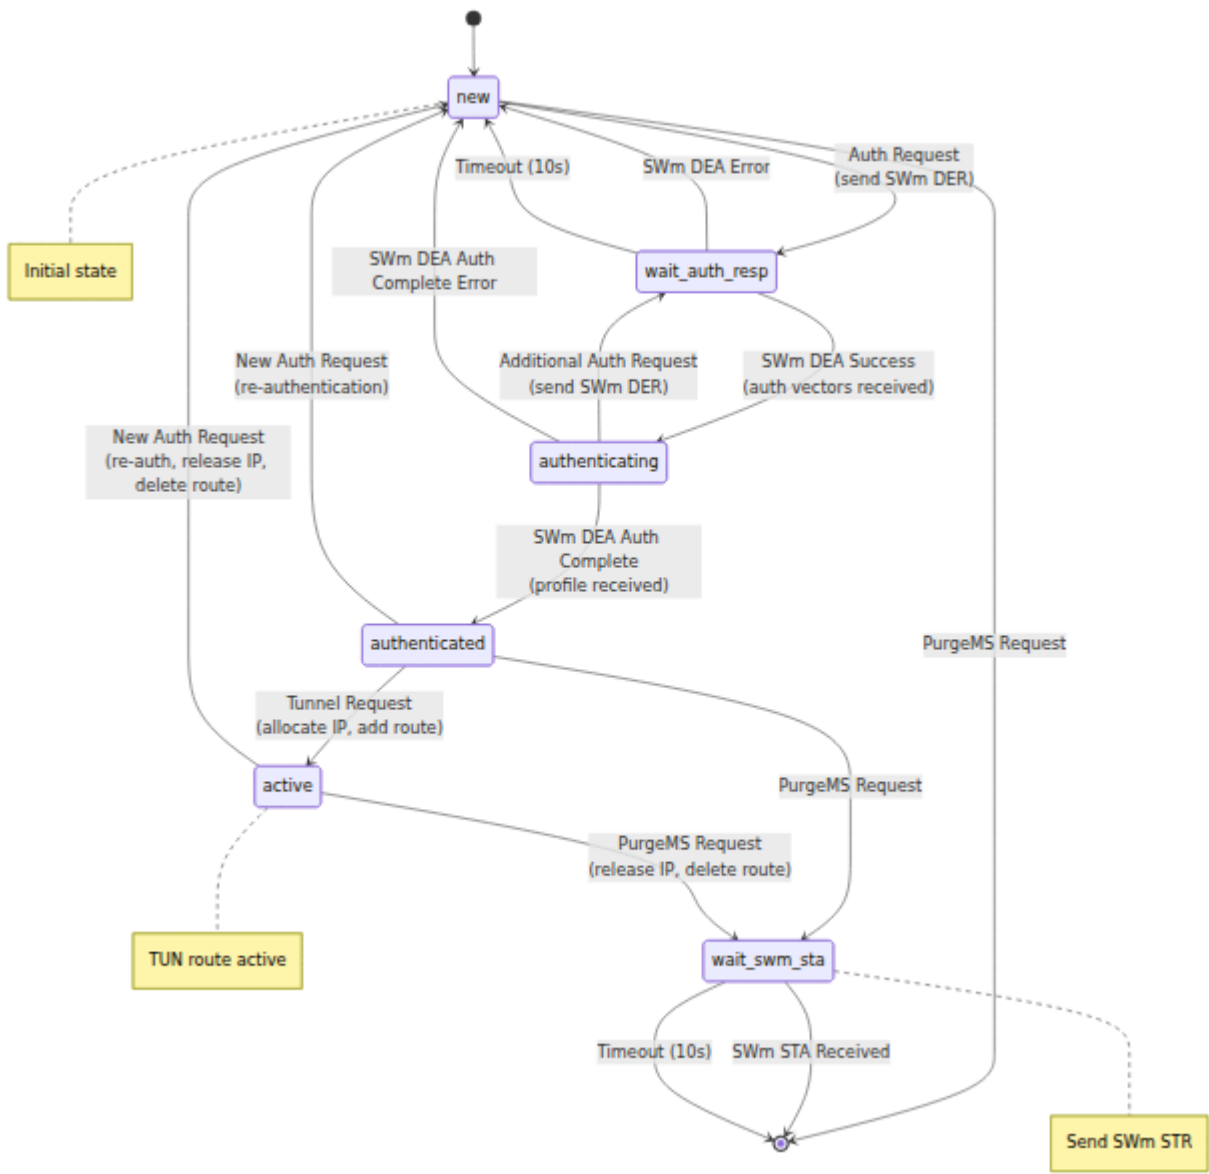 new
Timeout (10s)
SWm DEA Error
Auth Request
(send SWm DER)
Initial state
SWm DEA Auth
Complete Error
wait_auth_resp
New Auth Request
(re-authentication)
Additional Auth Request
(send SWm DER)
SWm DEA Success
(auth vectors received)
New Auth Request
(re-auth, release IP,
delete route)
authenticating
SWm DEA Auth
Complete
(profile received)
authenticated
PurgeMS Request
Tunnel Request
(allocate IP, add route)
active
PurgeMS Request
PurgeMS Request
(release IP, delete route)
TUN route active
wait_swm_sta
Timeout (10s)
SWm STA Received
Send SWm STR